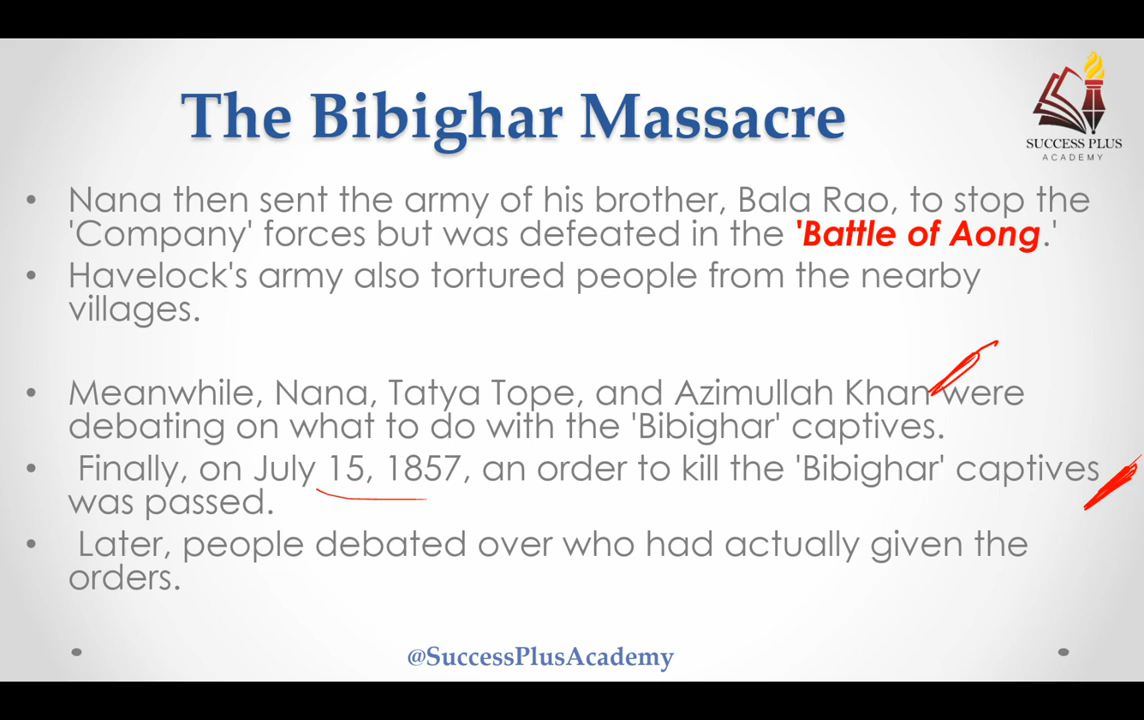 The Bibighar Massacre
SUCCESS PLUS
ACADEMY
• Nana then sent the army of his brother, Bala Rao, to stop the
'Company' forces but was defeated in the 'Battle of Aong.'
• Havelock's army also tortured people from the nearby
villages.
• Meanwhile, Nana, Tatya Tope, and Azimullah Khan were
debating on what to do with the 'Bibighar' captives.
• Finally, on July 15, 1857, an order to kill the 'Bibighar' captives
was passed.
• Later, people debated over who had actually given the
orders.
@SuccessPlusAcademy